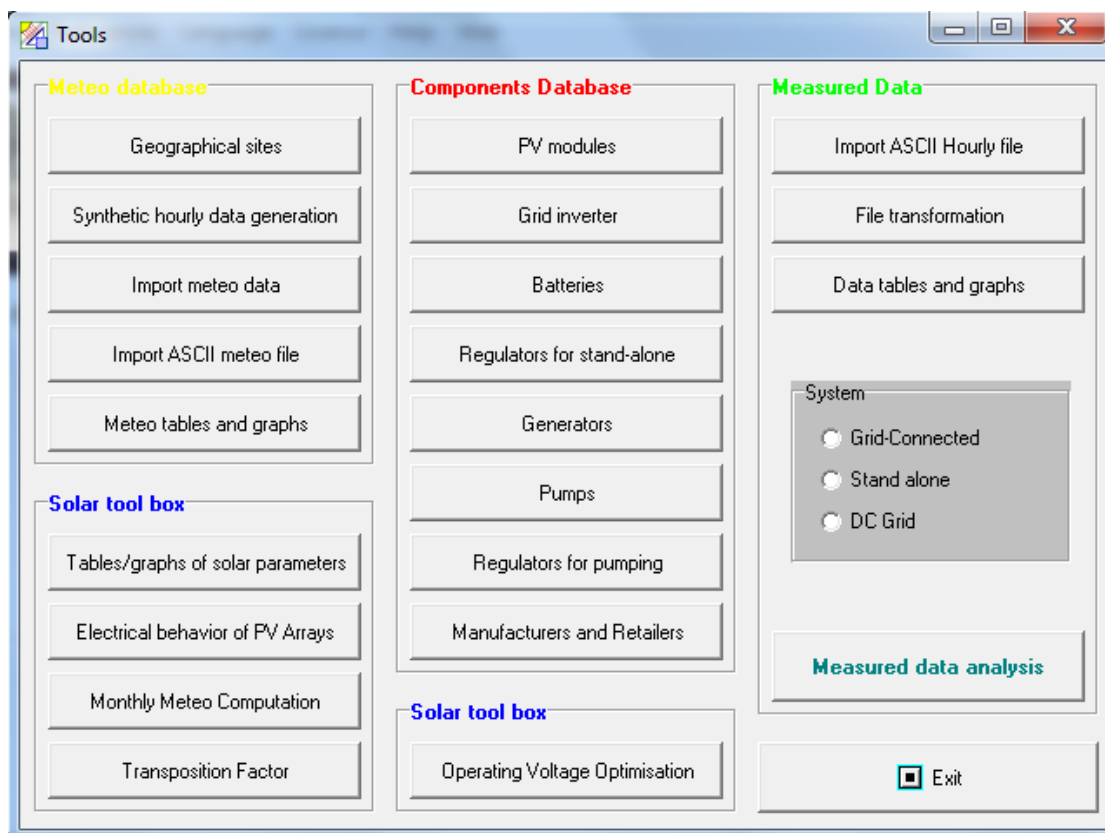 Tools
Meteo database
Geographical sites
Synthetic hourly data generation
Import meteo data
Import ASCII meteo file
Meteo tables and graphs
Solar tool box
Tables/graphs of solar parameters
Electrical behavior of PV Arrays
Monthly Meteo Computation
Transposition Factor
Components Database
PV modules
Grid inverter
Batteries
Regulators for stand-alone
Generators
Pumps
Regulators for pumping
Manufacturers and Retailers
Solar tool box
Operating Voltage Optimisation
Measured Data
Import ASCII Hourly file
File transformation
Data tables and graphs
System
Grid-Connected
Stand alone
DC Grid
Measured data analysis
Exit